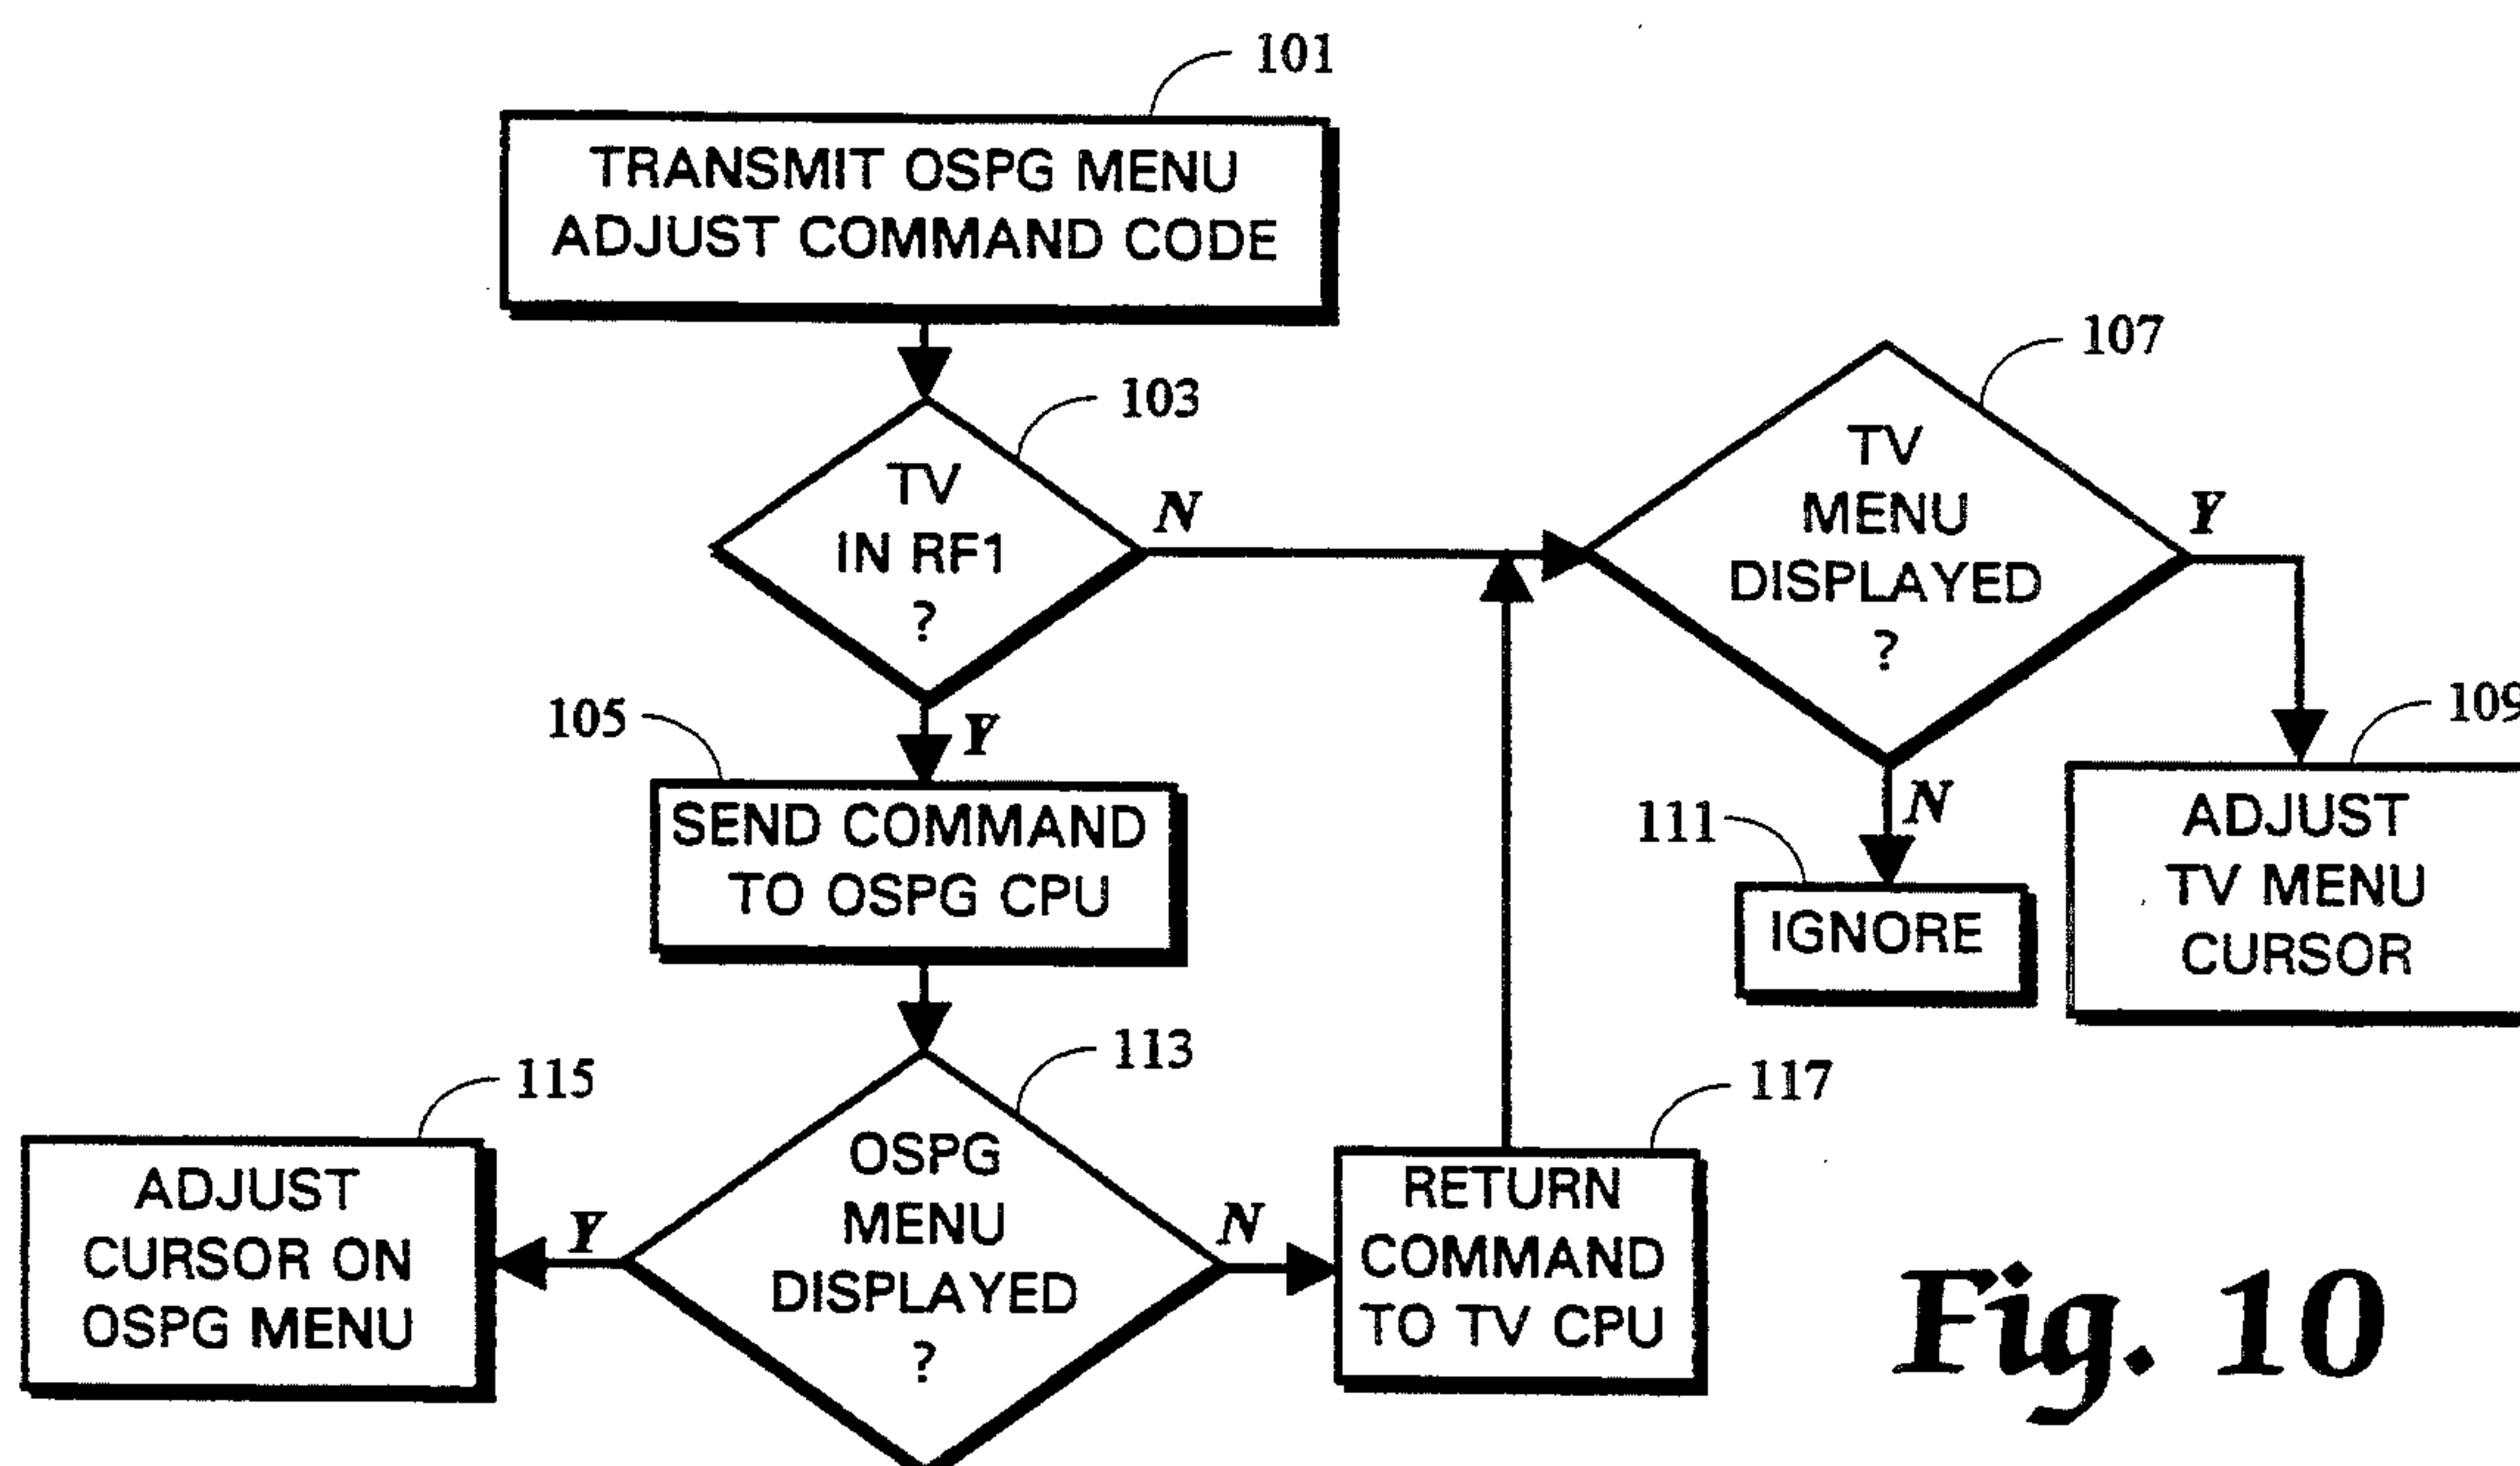 101
TRANSMIT OSPG MENU
ADJUST COMMAND CODE
103
TV
IN RF1
?
N
Y
107
TV
MENU
DISPLAYED
?
Y
N
105
SEND COMMAND
TO OSPG CPU
109
ADJUST
TV MENU
CURSOR
111
IGNORE
113
OSPG
MENU
DISPLAYED
?
Y
N
115
ADJUST
CURSOR ON
OSPG MENU
117
RETURN
COMMAND
TO TV CPU
Fig. 10